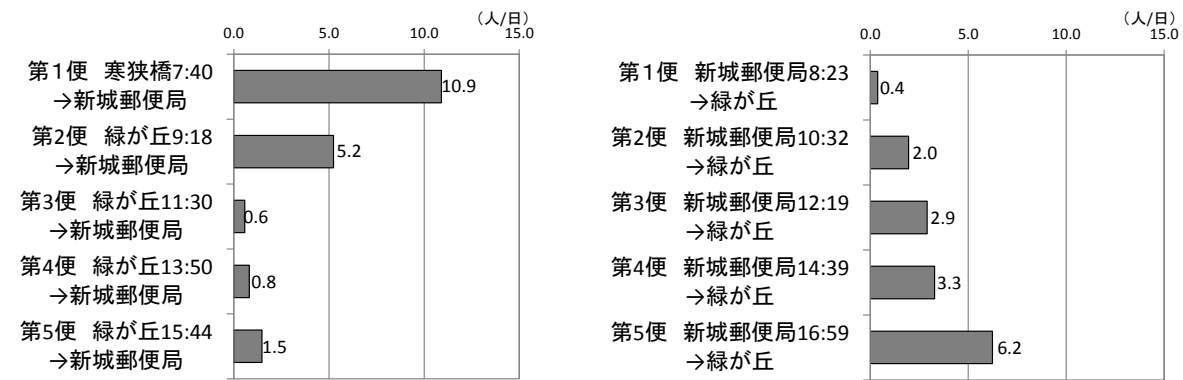 （人/日）
0.0 5.0 10.0 15.0
第１便 寒狭橋7:40
→新城郵便局
10.9
第2便 緑が丘9:18
→新城郵便局
5.2
第3便 緑が丘11:30
→新城郵便局
0.6
第4便 緑が丘13:50
→新城郵便局
0.8
第5便 緑が丘15:44
→新城郵便局
1.5
（人/日）
0.0 5.0 10.0 15.0
第１便 新城郵便局8:23
→緑が丘
0.4
第2便 新城郵便局10:32
→緑が丘
2.0
第3便 新城郵便局12:19
→緑が丘
2.9
第4便 新城郵便局14:39
→緑が丘
3.3
第5便 新城郵便局16:59
→緑が丘
6.2